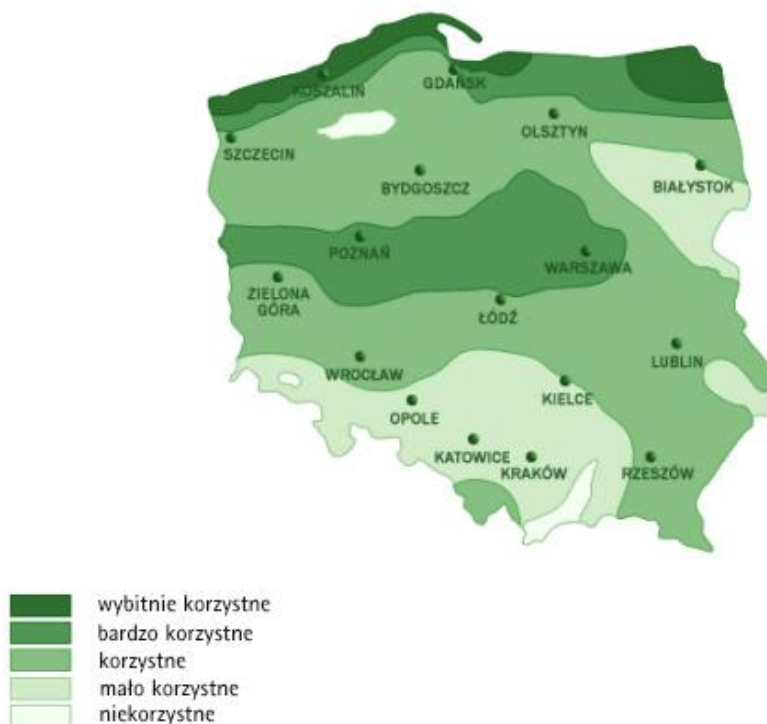 KOSZALIN
GDAŃSK
OLSZTYN
SZCZECIN
BIAŁYSTOK
BYDGOSZCZ
POZNAŃ
WARSZAWA
ZIELONA
GÓRA
ŁÓDŹ
LUBLIN
WROCŁAW
KIELCE
OPOLE
KATOWICE
KRAKÓW
RZESZÓW
wybitnie korzystne
bardzo korzystne
korzystne
mało korzystne
niekorzystne